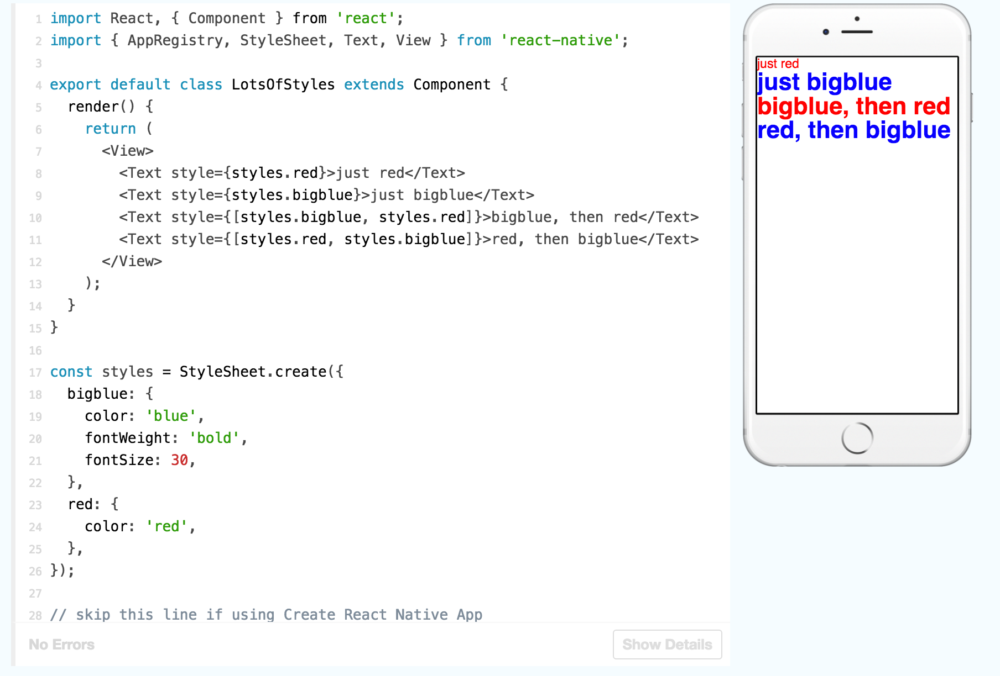 1 import React, { Component } from 'react';
2 import { AppRegistry, StyleSheet, Text, View } from 'react-native';
3
4 export default class LotsOfStyles extends Component {
5   render() {
6     return (
7       <View>
8         <Text style={styles.red}>just red</Text>
9         <Text style={styles.bigblue}>just bigblue</Text>
10         <Text style={[styles.bigblue, styles.red]}>bigblue, then red</Text>
11         <Text style={[styles.red, styles.bigblue]}>red, then bigblue</Text>
12       </View>
13     );
14   }
15 }
16
17 const styles = StyleSheet.create({
18   bigblue: {
19     color: 'blue',
20     fontWeight: 'bold',
21     fontSize: 30,
22   },
23   red: {
24     color: 'red',
25   },
26 });
27
28 // skip this line if using Create React Native App
No Errors
Show Details
just red
just bigblue
bigblue, then red
red, then bigblue